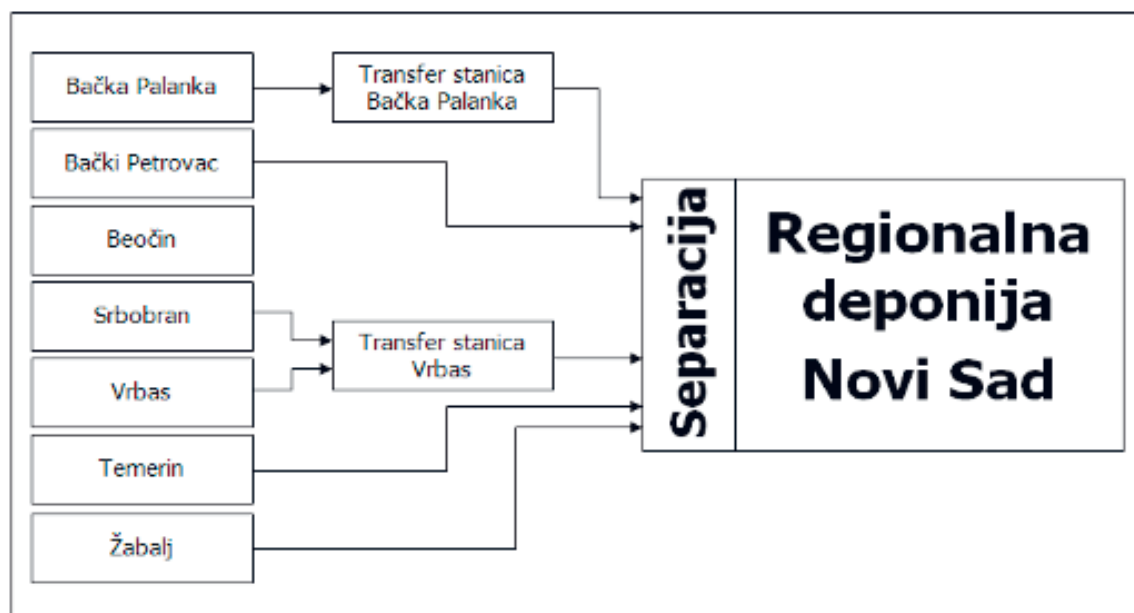 Bačka Palanka
Transfer stanica
Bačka Palanka
Bački Petrovac
Beočin
Srbobran
Transfer stanica
Vrbas
Vrbas
Temerin
Žabalj
Separacija
Regionalna
deponija
Novi Sad